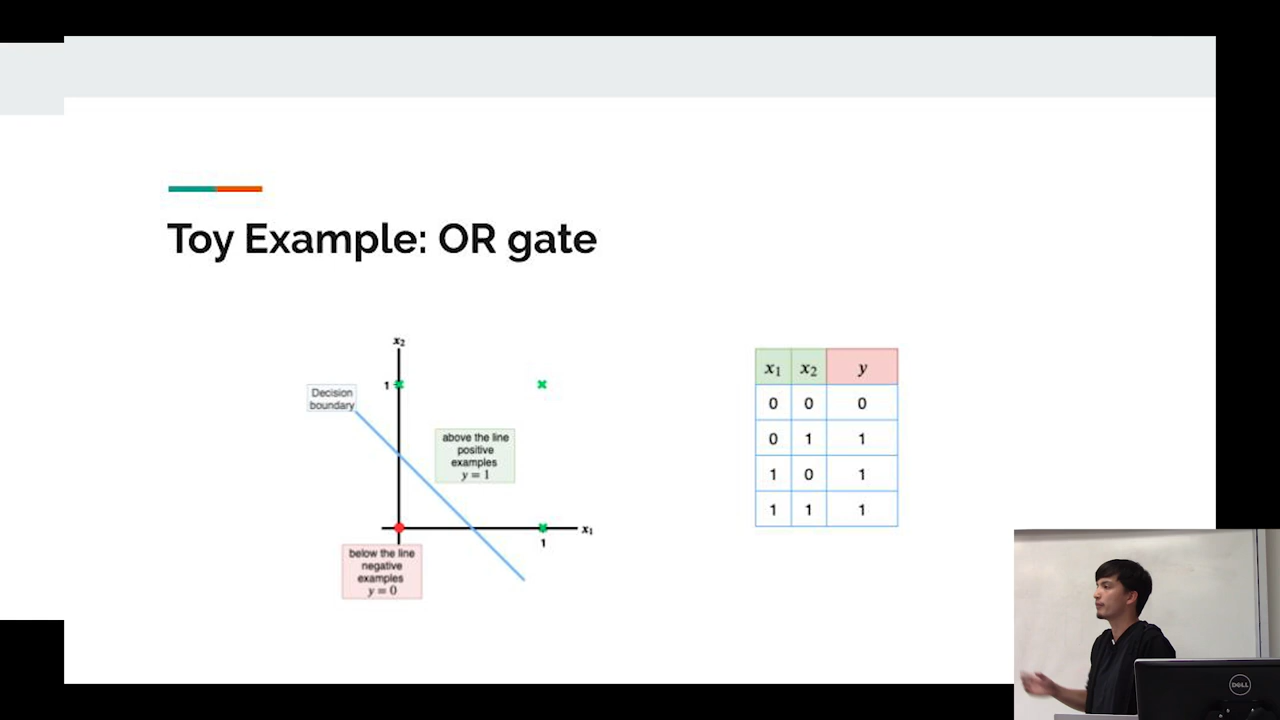 Toy Example: OR gate
x₂
1
Decision
boundary
above the line
positive
examples
y = 1
x₁
1
below the line
negative
examples
y = 0
x₁ x₂ y
0 0 0
0 1 1
1 0 1
1 1 1
DELL